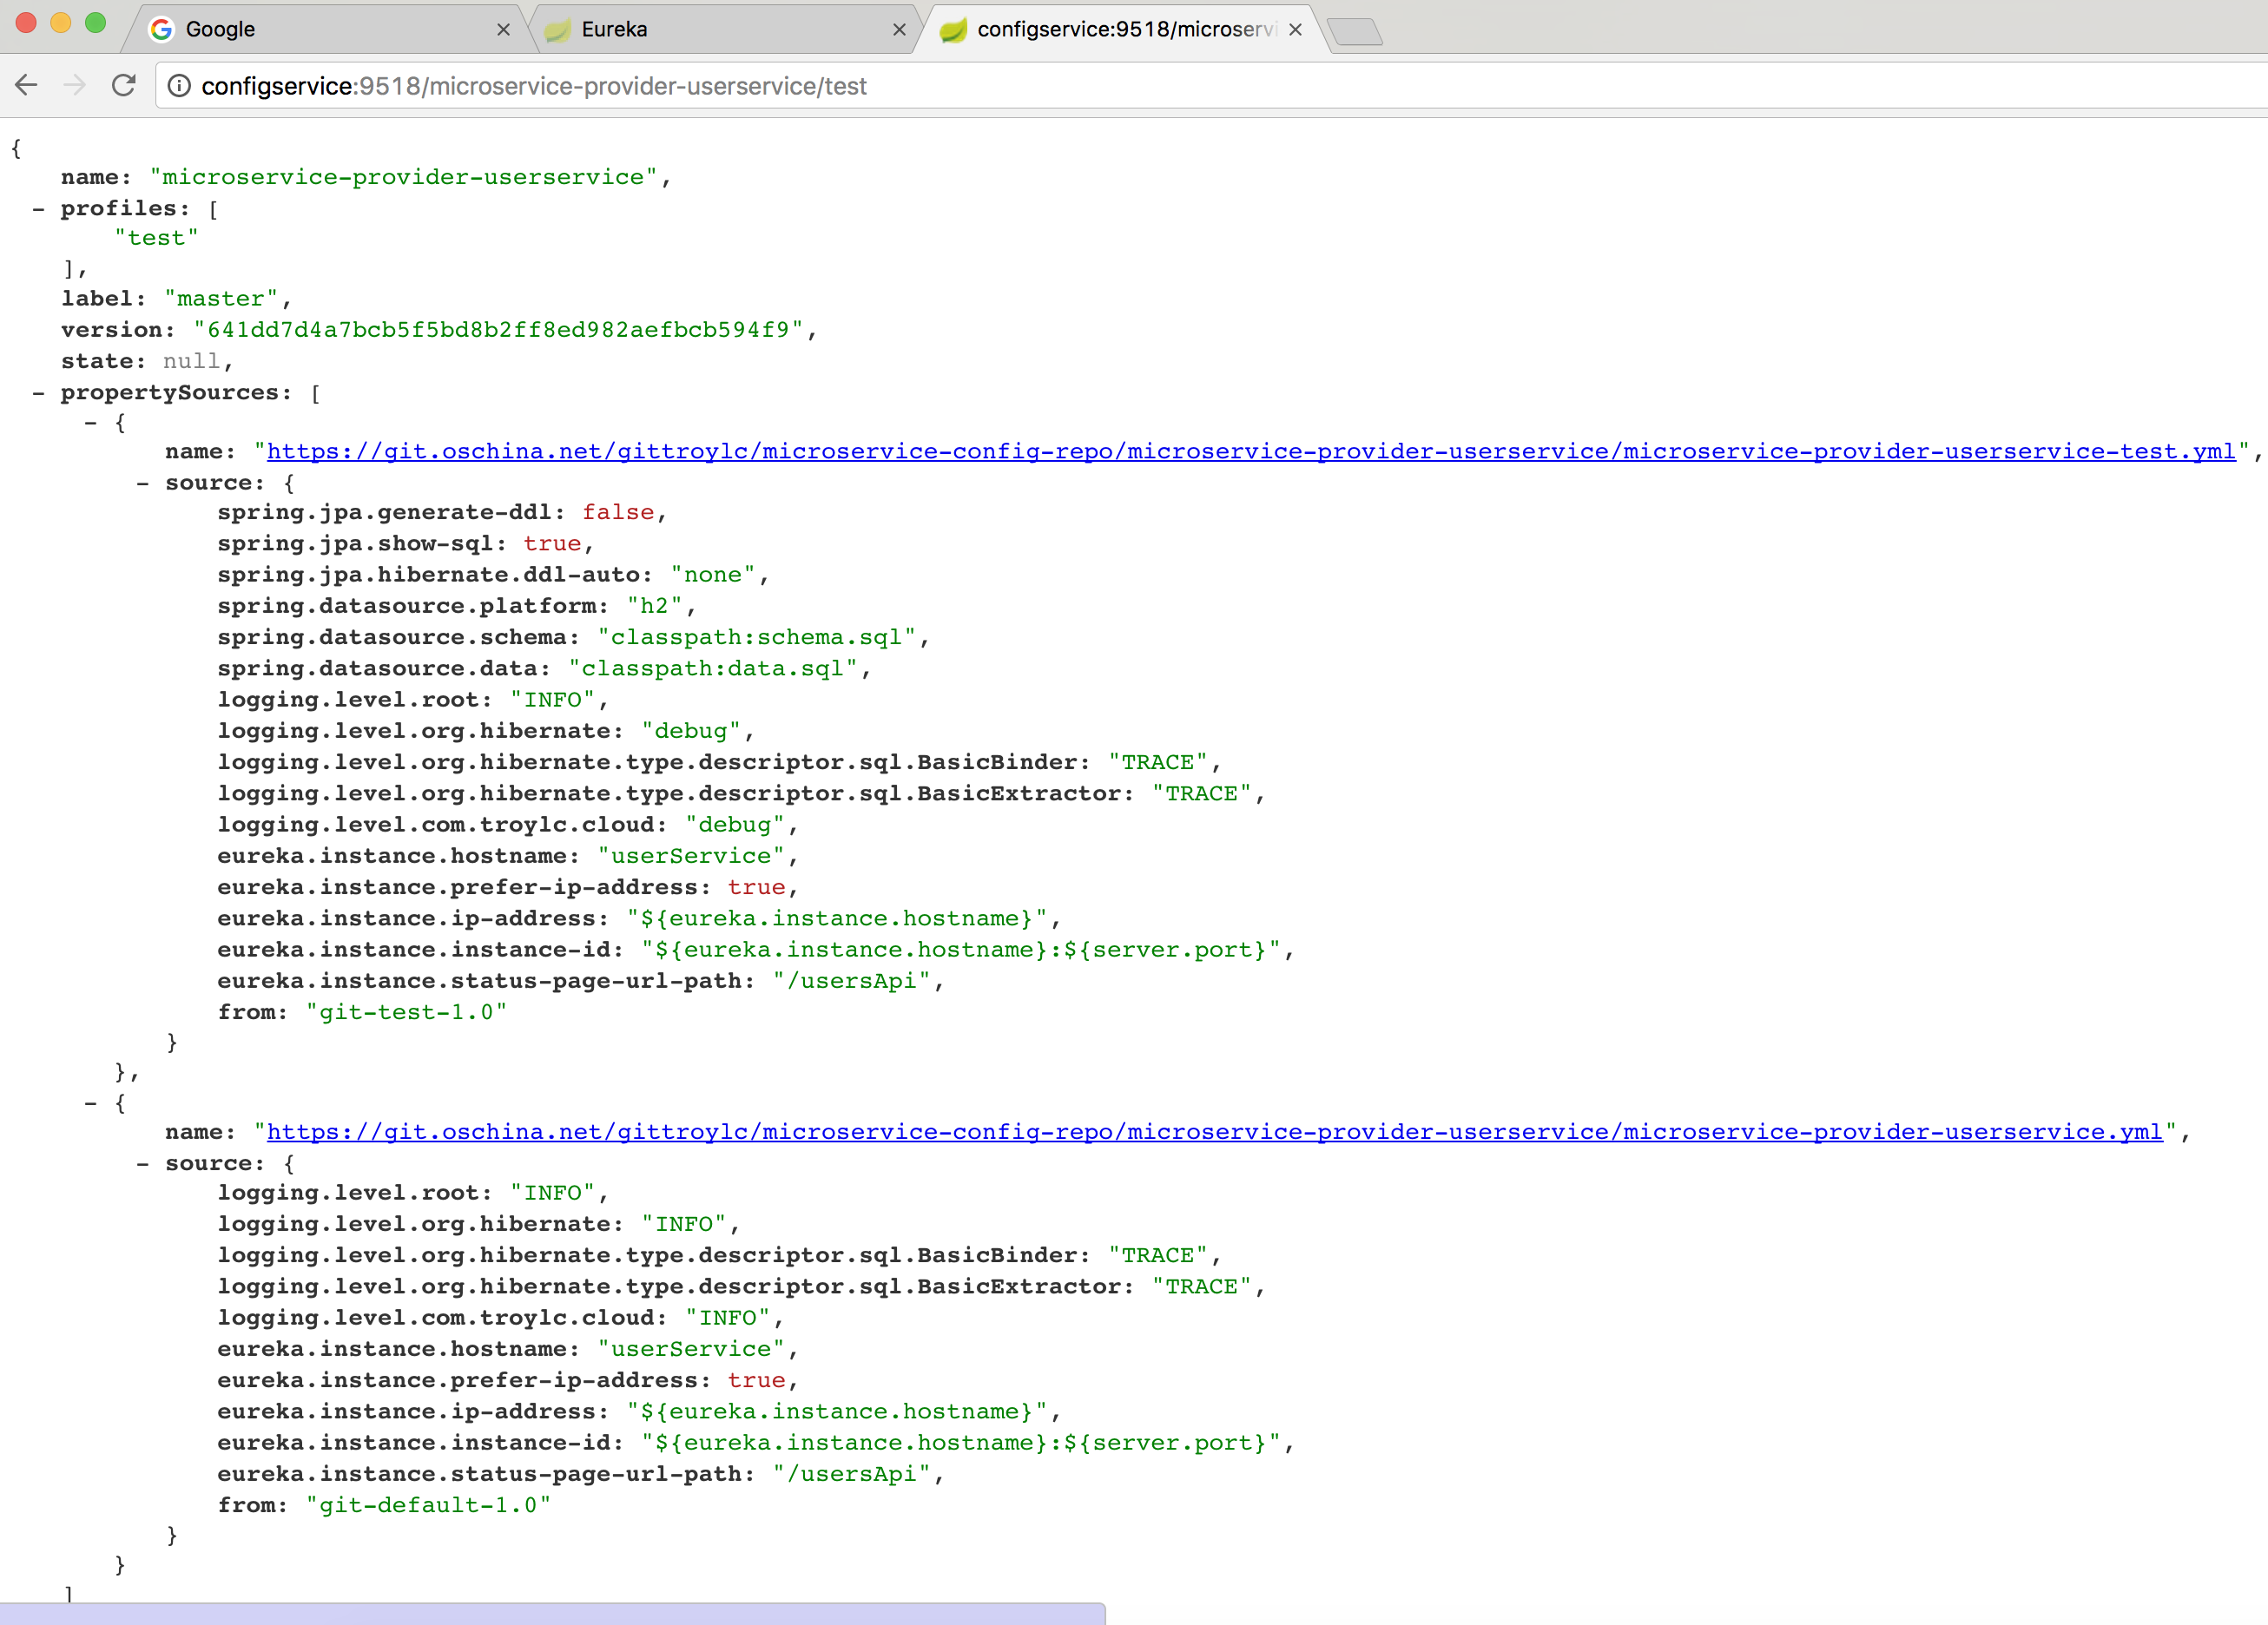 Google
Eureka
configservice:9518/microservi
configservice:9518/microservice-provider-userservice/test
{
name: "microservice-provider-userservice",
- profiles: [
"test"
],
label: "master",
version: "641dd7d4a7bcb5f5bd8b2ff8ed982aefbcb594f9",
state: null,
- propertySources: [
- {
name: "https://git.oschina.net/gittroylc/microservice-config-repo/microservice-provider-userservice/microservice-provider-userservice-test.yml",
- source: {
spring.jpa.generate-ddl: false,
spring.jpa.show-sql: true,
spring.jpa.hibernate.ddl-auto: "none",
spring.datasource.platform: "h2",
spring.datasource.schema: "classpath:schema.sql",
spring.datasource.data: "classpath:data.sql",
logging.level.root: "INFO",
logging.level.org.hibernate: "debug",
logging.level.org.hibernate.type.descriptor.sql.BasicBinder: "TRACE",
logging.level.org.hibernate.type.descriptor.sql.BasicExtractor: "TRACE",
logging.level.com.troylc.cloud: "debug",
eureka.instance.hostname: "userService",
eureka.instance.prefer-ip-address: true,
eureka.instance.ip-address: "${eureka.instance.hostname}",
eureka.instance.instance-id: "${eureka.instance.hostname}:${server.port}",
eureka.instance.status-page-url-path: "/usersApi",
from: "git-test-1.0"
}
},
- {
name: "https://git.oschina.net/gittroylc/microservice-config-repo/microservice-provider-userservice/microservice-provider-userservice.yml",
- source: {
logging.level.root: "INFO",
logging.level.org.hibernate: "INFO",
logging.level.org.hibernate.type.descriptor.sql.BasicBinder: "TRACE",
logging.level.org.hibernate.type.descriptor.sql.BasicExtractor: "TRACE",
logging.level.com.troylc.cloud: "INFO",
eureka.instance.hostname: "userService",
eureka.instance.prefer-ip-address: true,
eureka.instance.ip-address: "${eureka.instance.hostname}",
eureka.instance.instance-id: "${eureka.instance.hostname}:${server.port}",
eureka.instance.status-page-url-path: "/usersApi",
from: "git-default-1.0"
}
}
]